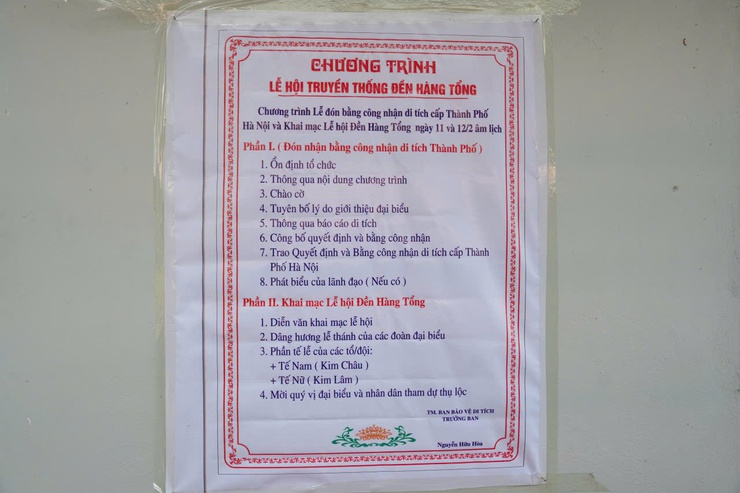 CHƯƠNG TRÌNH
LỄ HỘI TRUYỀN THỐNG ĐỀN HÀNG TỔNG
Chương trình Lễ đón bằng công nhận di tích cấp Thành Phố
Hà Nội và Khai mạc Lễ hội Đền Hàng Tổng ngày 11 và 12/2 âm lịch
Phần I. ( Đón nhận bằng công nhận di tích Thành Phố )
1. Ổn định tổ chức
2. Thông qua nội dung chương trình
3. Chào cờ
4. Tuyên bố lý do giới thiệu đại biểu
5. Thông qua báo cáo di tích
6. Công bố quyết định và bằng công nhận
7. Trao Quyết định và Bằng công nhận di tích cấp Thành
Phố Hà Nội
8. Phát biểu của lãnh đạo ( Nếu có )
Phần II. Khai mạc Lễ hội Đền Hàng Tổng
1. Diễn văn khai mạc lễ hội
2. Dâng hương lễ thánh của các đoàn đại biểu
3. Phần tế lễ của các tổ/đội:
+ Tế Nam ( Kim Châu )
+ Tế Nữ ( Kim Lâm )
4. Mời quý vị đại biểu và nhân dân tham dự thụ lộc
TM. BAN BẢO VỆ DI TÍCH
TRƯỞNG BAN
Nguyễn Hữu Hòa